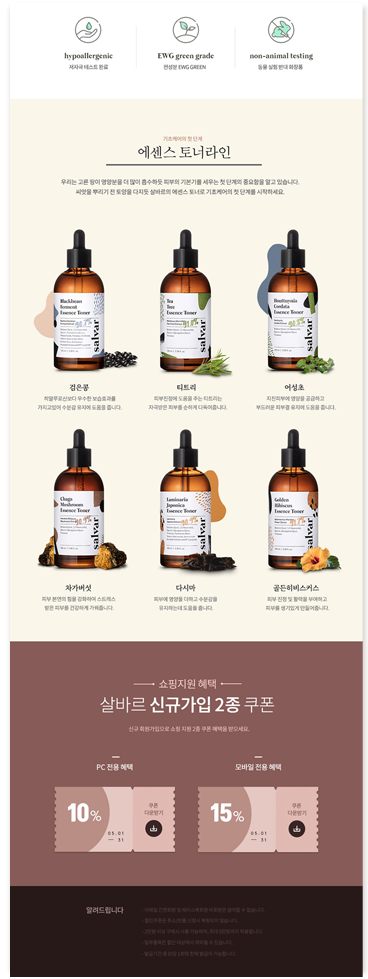 hypoallergenic
저자극 테스트 완료
EWG green grade
전성분 EWG GREEN
non-animal testing
동물 실험 반대 화장품
기초케어의 첫 단계
에센스 토너라인
우리는 고른 땅이 영양분을 더 많이 흡수하듯 피부의 기본기를 세우는 첫 단계의 중요함을 알고 있습니다.
씨앗을 뿌리기 전 토양을 다지듯 살바르의 에센스 토너로 기초케어의 첫 단계를 시작하세요.
Blackbean
Ferment
Essence Toner
salvar
Tea
Tree
Essence Toner
salvar
Houttuynia
Cordata
Essence Toner
salvar
검은콩
히알루론산보다 우수한 보습효과를
가지고있어 수분감 유지에 도움을 줍니다.
티트리
피부진정에 도움을 주는 티트리는
자극받은 피부를 순하게 다독여줍니다.
어성초
지친피부에 영양을 공급하고
부드러운 피부결 유지에 도움을 줍니다.
Chaga
Mushroom
Essence Toner
salvar
Laminaria
Japonica
Essence Toner
salvar
Golden
Hibiscus
Essence Toner
salvar
차가버섯
피부 본연의 힘을 강화하여 스트레스
받은 피부를 건강하게 가꿔줍니다.
다시마
피부에 영양을 더하고 수분감을
유지하는데 도움을 줍니다.
골든히비스커스
피부 진정 및 활력을 부여하고
피부를 생기있게 만들어줍니다.
쇼핑지원 혜택
살바르 신규가입 2종 쿠폰
신규 회원가입으로 쇼핑 지원 2종 쿠폰 혜택을 받으세요.
PC 전용 혜택
모바일 전용 혜택
10%
05.01
31
쿠폰
다운받기
15%
05.01
31
쿠폰
다운받기
알려드립니다